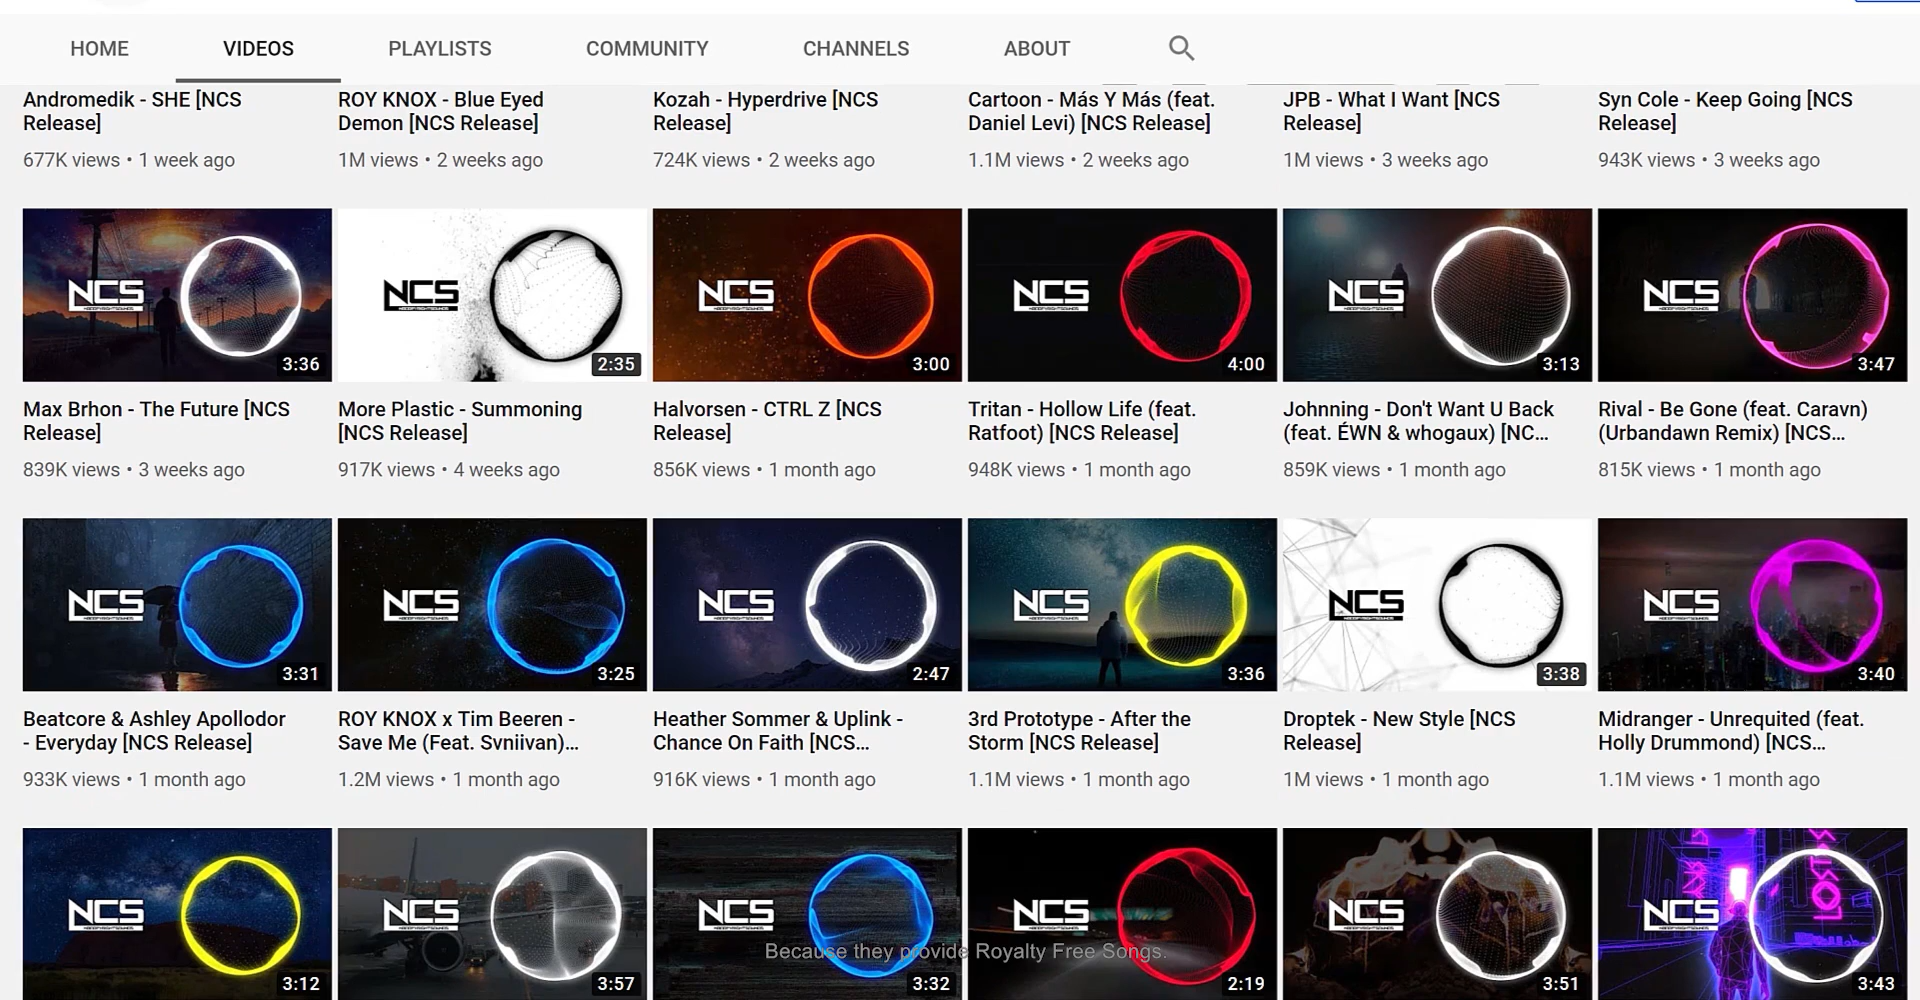 HOME VIDEOS PLAYLISTS COMMUNITY CHANNELS ABOUT
Andromedik - SHE [NCS
Release]
677K views • 1 week ago
ROY KNOX - Blue Eyed
Demon [NCS Release]
1M views • 2 weeks ago
Kozah - Hyperdrive [NCS
Release]
724K views • 2 weeks ago
Cartoon - Más Y Más (feat.
Daniel Levi) [NCS Release]
1.1M views • 2 weeks ago
JPB - What I Want [NCS
Release]
1M views • 3 weeks ago
Syn Cole - Keep Going [NCS
Release]
943K views • 3 weeks ago
NCS
3:36
Max Brhon - The Future [NCS
Release]
839K views • 3 weeks ago
NCS
2:35
More Plastic - Summoning
[NCS Release]
917K views • 4 weeks ago
NCS
3:00
Halvorsen - CTRL Z [NCS
Release]
856K views • 1 month ago
NCS
4:00
Tritan - Hollow Life (feat.
Ratfoot) [NCS Release]
948K views • 1 month ago
NCS
3:13
Johnning - Don't Want U Back
(feat. ÉWN & whogaux) [NC...
859K views • 1 month ago
NCS
3:47
Rival - Be Gone (feat. Caravn)
(Urbandawn Remix) [NCS...
815K views • 1 month ago
NCS
3:31
Beatcore & Ashley Apollodor
- Everyday [NCS Release]
933K views • 1 month ago
NCS
3:25
ROY KNOX x Tim Beeren -
Save Me (Feat. Svniivan)...
1.2M views • 1 month ago
NCS
2:47
Heather Sommer & Uplink -
Chance On Faith [NCS...
916K views • 1 month ago
NCS
3:36
3rd Prototype - After the
Storm [NCS Release]
1.1M views • 1 month ago
NCS
3:38
Droptek - New Style [NCS
Release]
1M views • 1 month ago
NCS
3:40
Midranger - Unrequited (feat.
Holly Drummond) [NCS...
1.1M views • 1 month ago
NCS
3:12
NCS
3:57
NCS
3:32
NCS
2:19
NCS
3:51
NCS
LOST
3:43
Because they provide Royalty Free Songs.